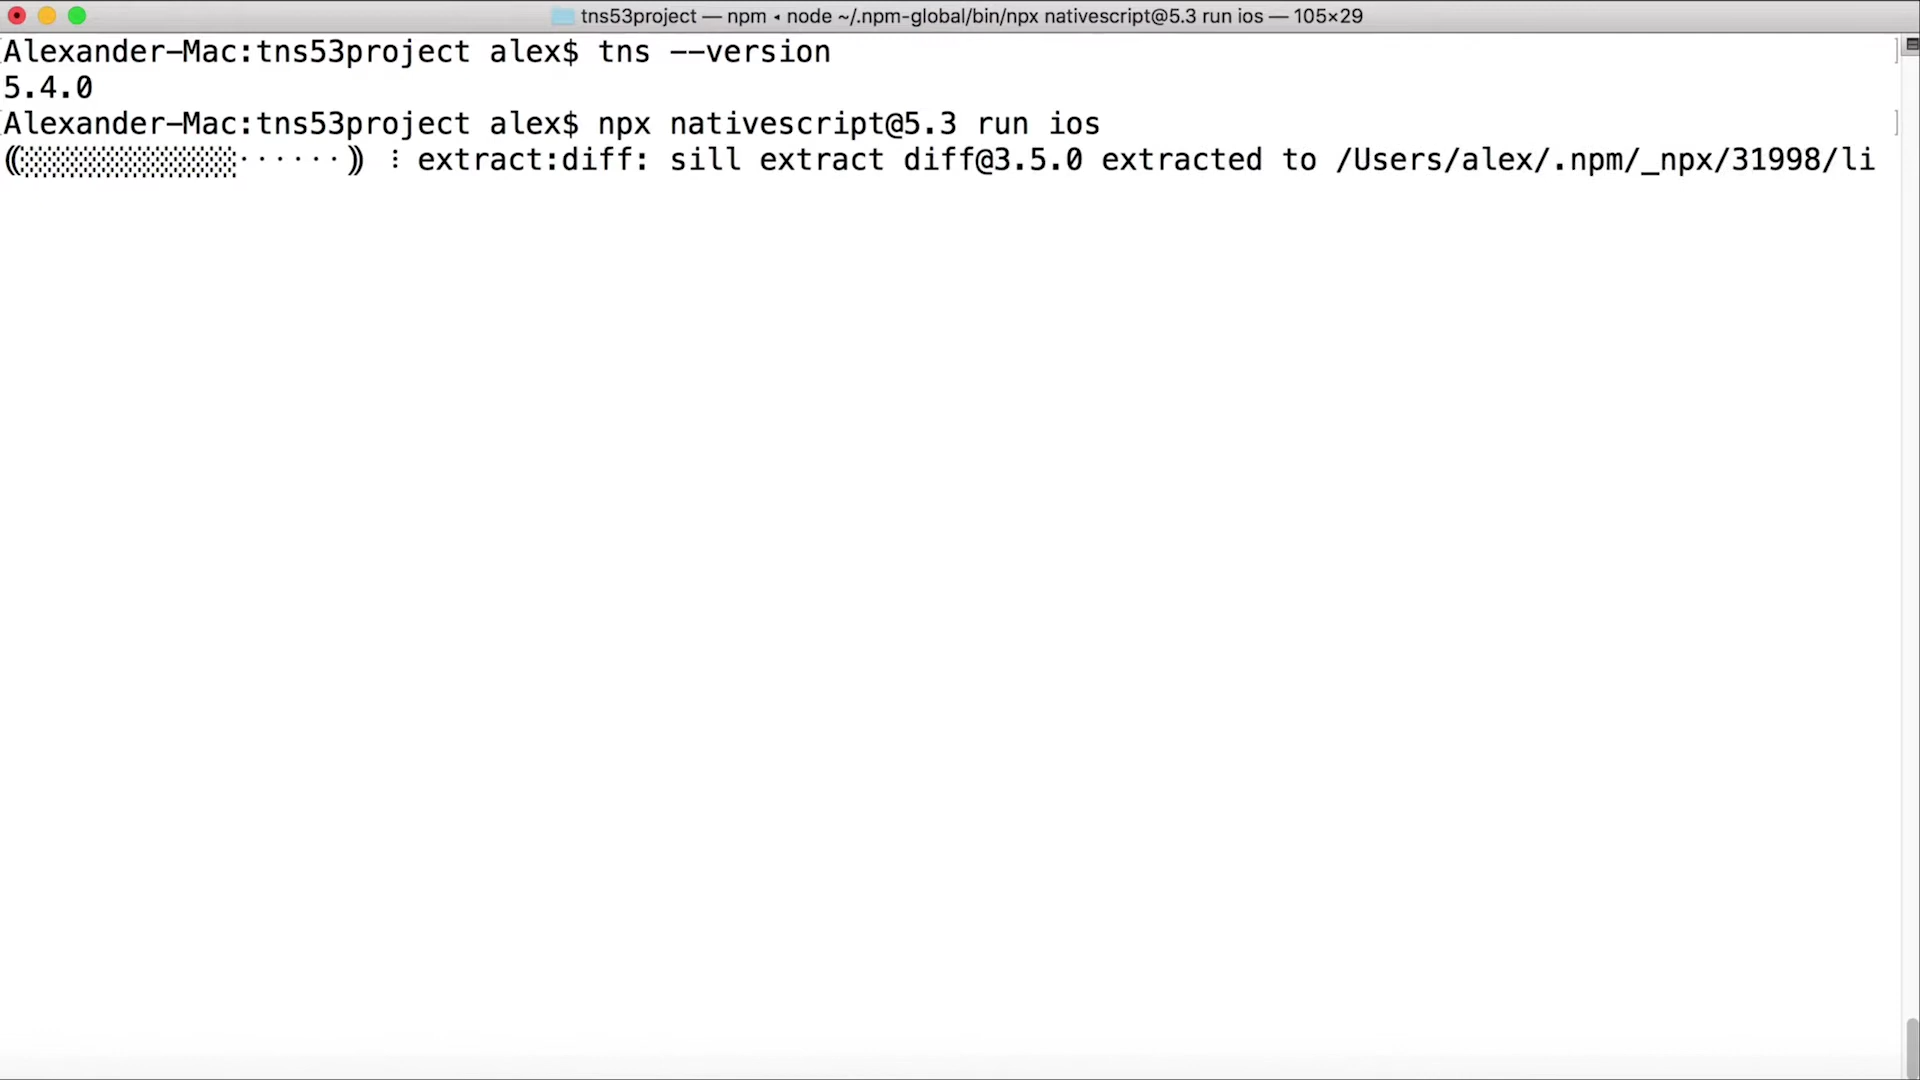 tns53project — npm ◂ node ~/.npm-global/bin/npx nativescript@5.3 run ios — 105×29
[Alexander-Mac:tns53project alex$ tns --version ]
5.4.0
[Alexander-Mac:tns53project alex$ npx nativescript@5.3 run ios ]
⸨░░░░░░░░░░░░······⸩ ⸽ extract:diff: sill extract diff@3.5.0 extracted to /Users/alex/.npm/_npx/31998/li